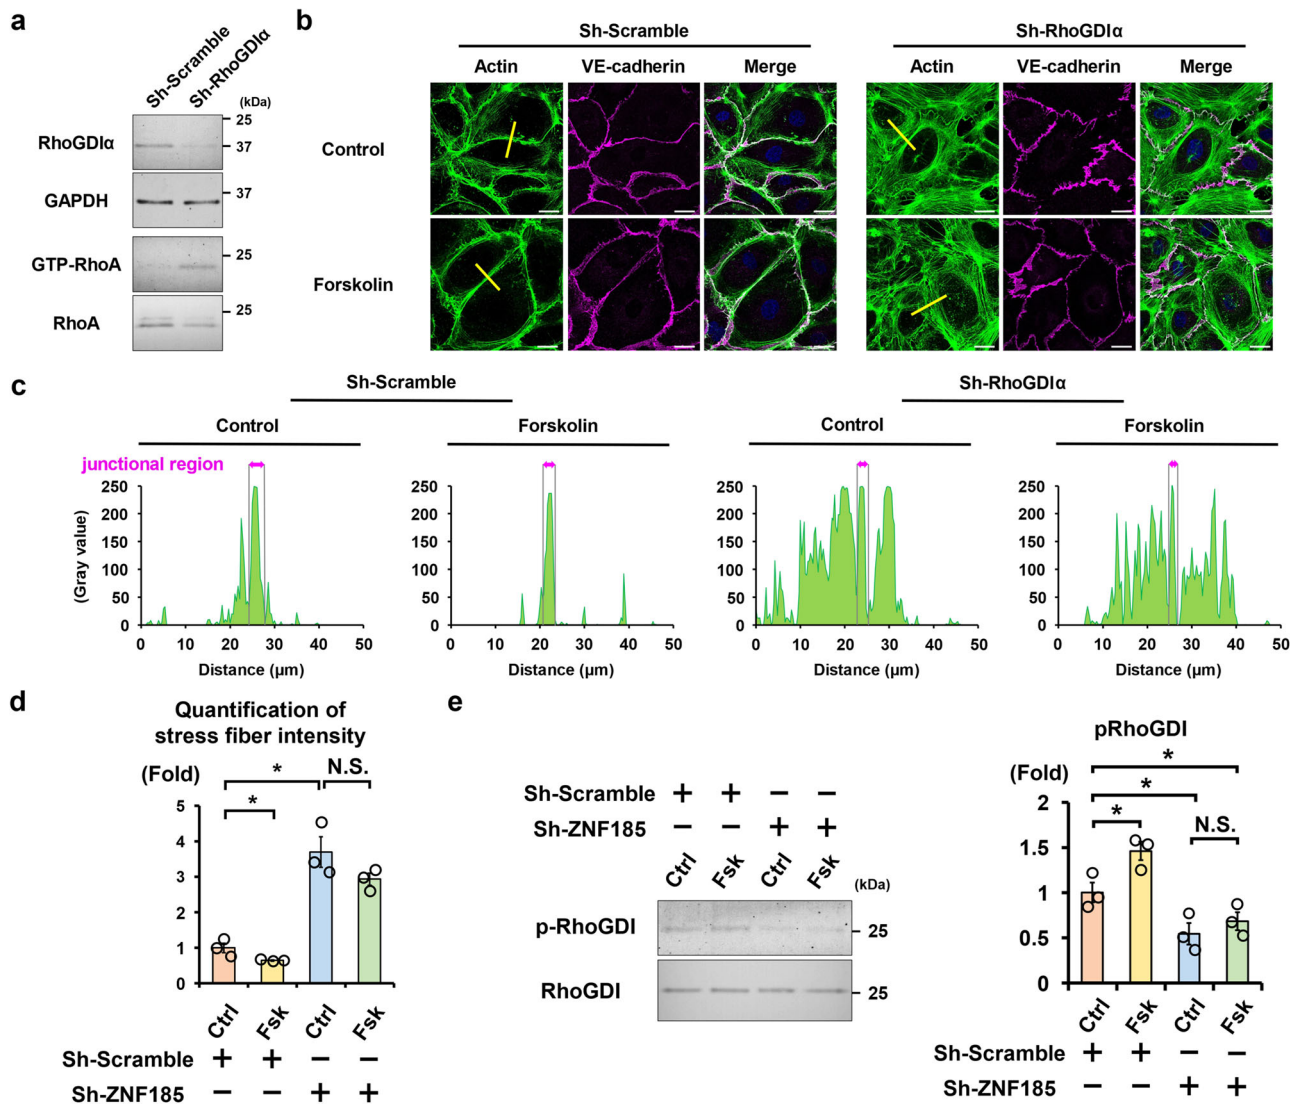 a
Sh-Scramble
Sh-RhoGDIα
(kDa)
RhoGDIα
25
37
GAPDH
37
GTP-RhoA
25
RhoA
25
b
Sh-Scramble
Sh-RhoGDIα
Actin VE-cadherin Merge
Actin VE-cadherin Merge
Control
Forskolin
c
Sh-Scramble
Sh-RhoGDIα
Control
Forskolin
Control
Forskolin
junctional region
(Gray value)
300
250
200
150
100
50
0
0 10 20 30 40 50
Distance (μm)
300
250
200
150
100
50
0
0 10 20 30 40 50
Distance (μm)
300
250
200
150
100
50
0
0 10 20 30 40 50
Distance (μm)
300
250
200
150
100
50
0
0 10 20 30 40 50
Distance (μm)
d
Quantification of
stress fiber intensity
(Fold)
* N.S.
*
5
4
3
2
1
0
Ctrl Fsk Ctrl Fsk
Sh-Scramble + + − −
Sh-ZNF185 − − + +
e
Sh-Scramble + + − −
Sh-ZNF185 − − + +
Ctrl Fsk Ctrl Fsk
(kDa)
p-RhoGDI
25
RhoGDI
25
pRhoGDI
(Fold)
*
*
* N.S.
2
1.5
1
0.5
0
Ctrl Fsk Ctrl Fsk
Sh-Scramble + + − −
Sh-ZNF185 − − + +